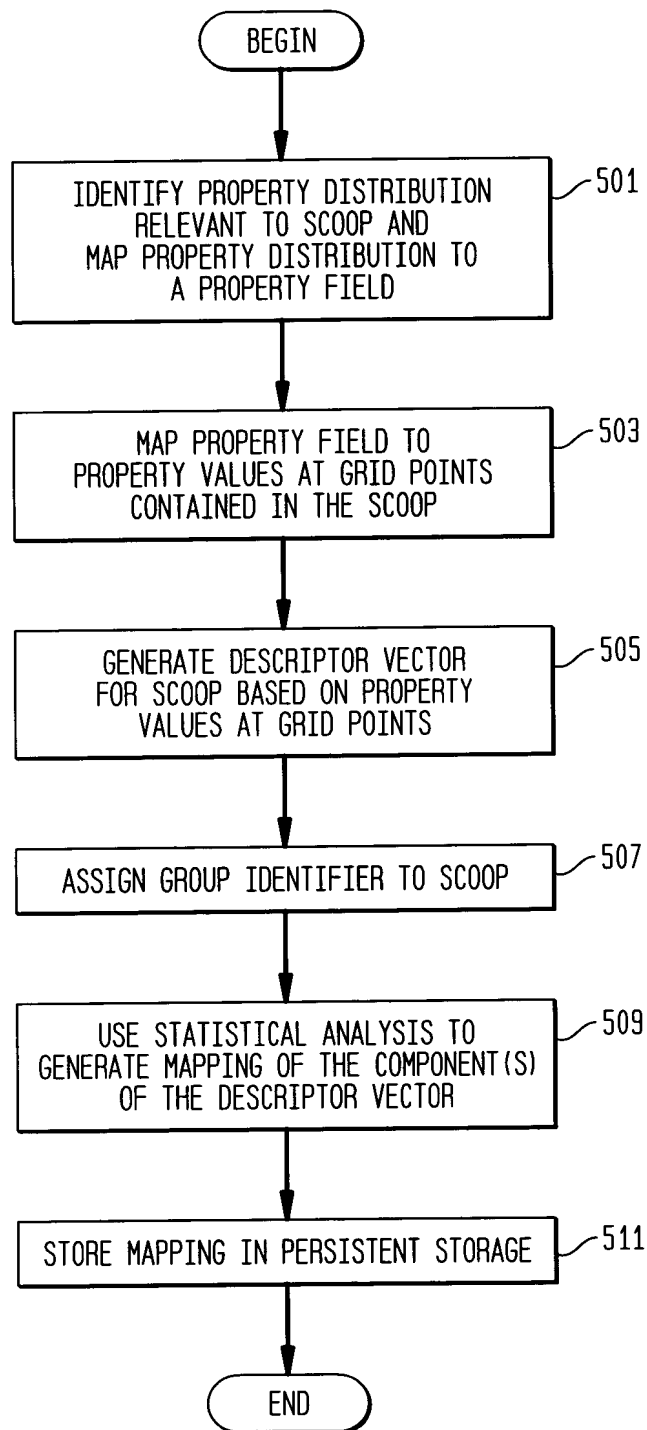 BEGIN
IDENTIFY PROPERTY DISTRIBUTION
RELEVANT TO SCOOP AND
MAP PROPERTY DISTRIBUTION TO
A PROPERTY FIELD
501
MAP PROPERTY FIELD TO
PROPERTY VALUES AT GRID POINTS
CONTAINED IN THE SCOOP
503
GENERATE DESCRIPTOR VECTOR
FOR SCOOP BASED ON PROPERTY
VALUES AT GRID POINTS
505
ASSIGN GROUP IDENTIFIER TO SCOOP
507
USE STATISTICAL ANALYSIS TO
GENERATE MAPPING OF THE COMPONENT(S)
OF THE DESCRIPTOR VECTOR
509
STORE MAPPING IN PERSISTENT STORAGE
511
END